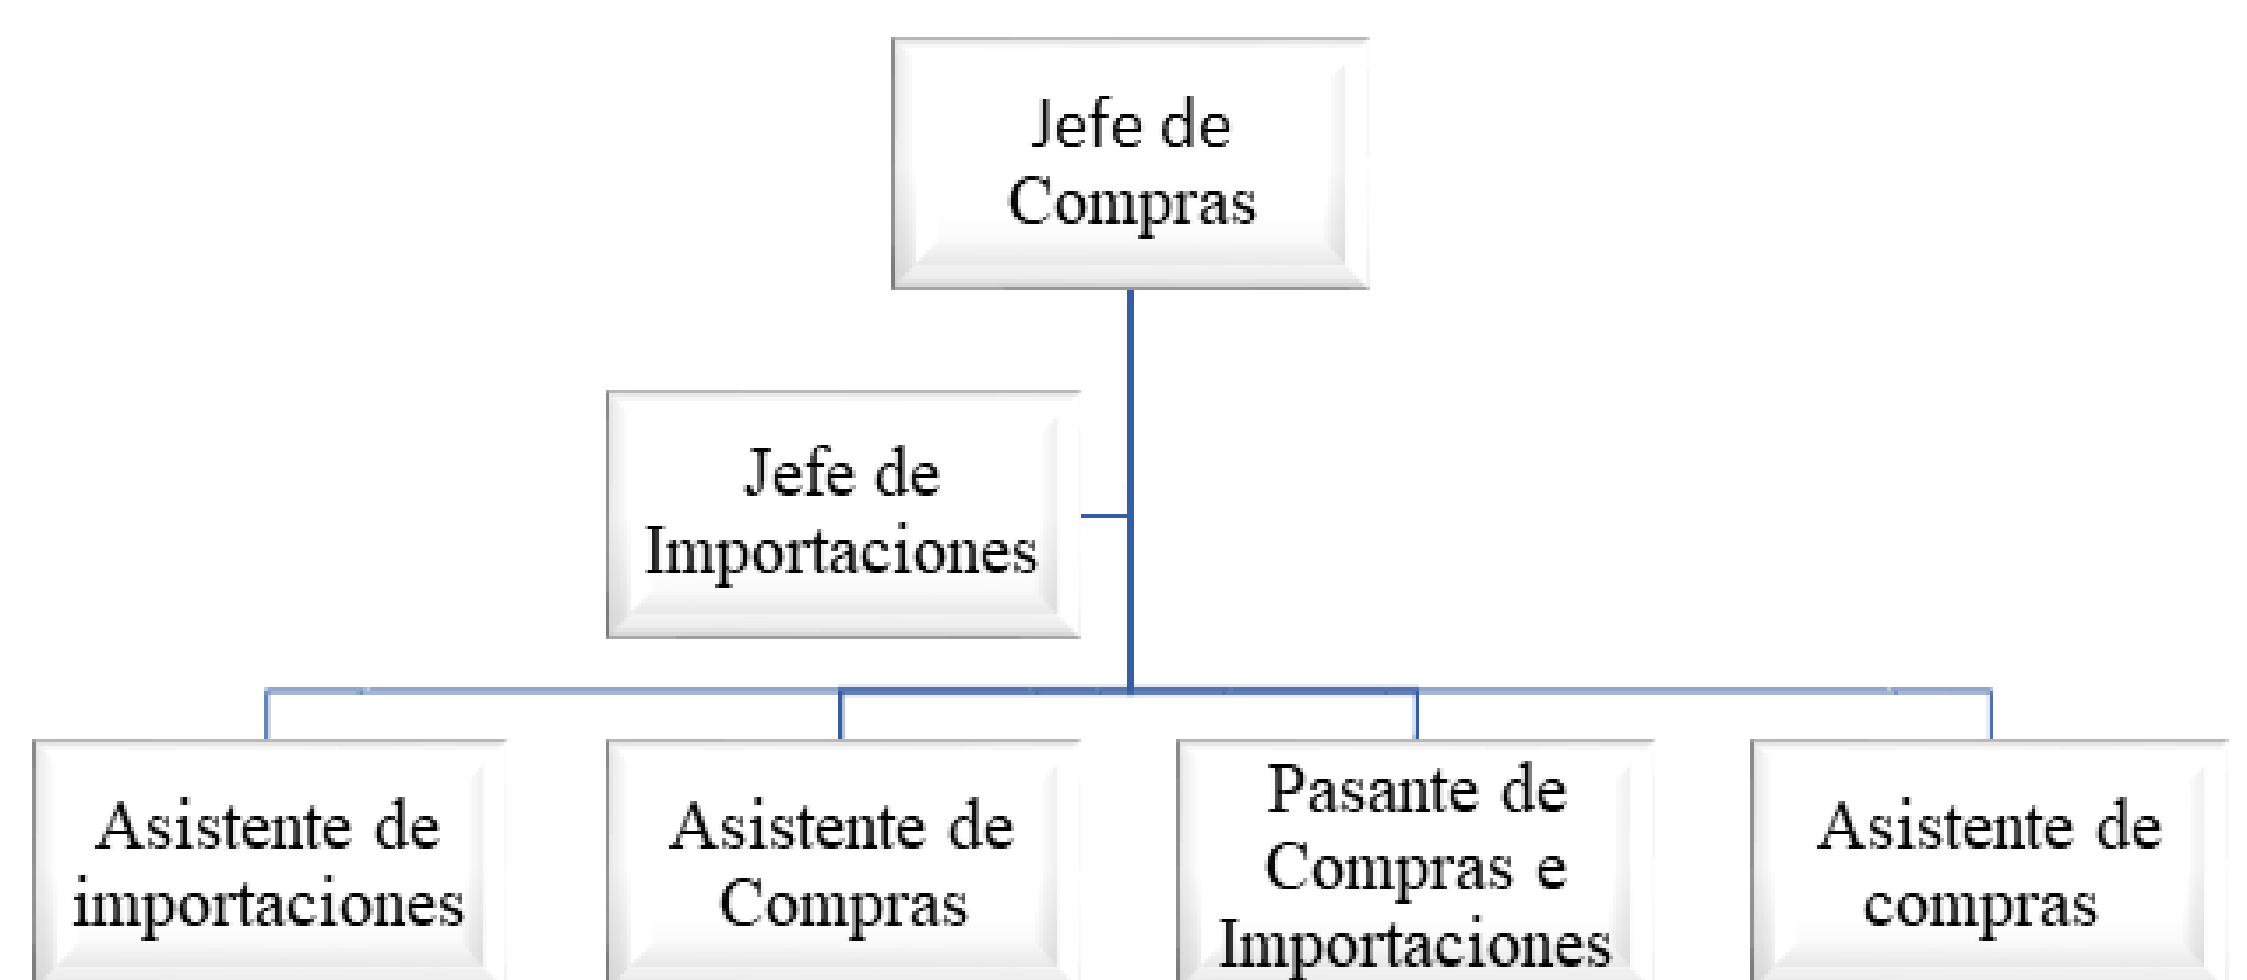 Jefe de
Compras
Jefe de
Importaciones
Asistente de
importaciones
Asistente de
Compras
Pasante de
Compras e
Importaciones
Asistente de
compras